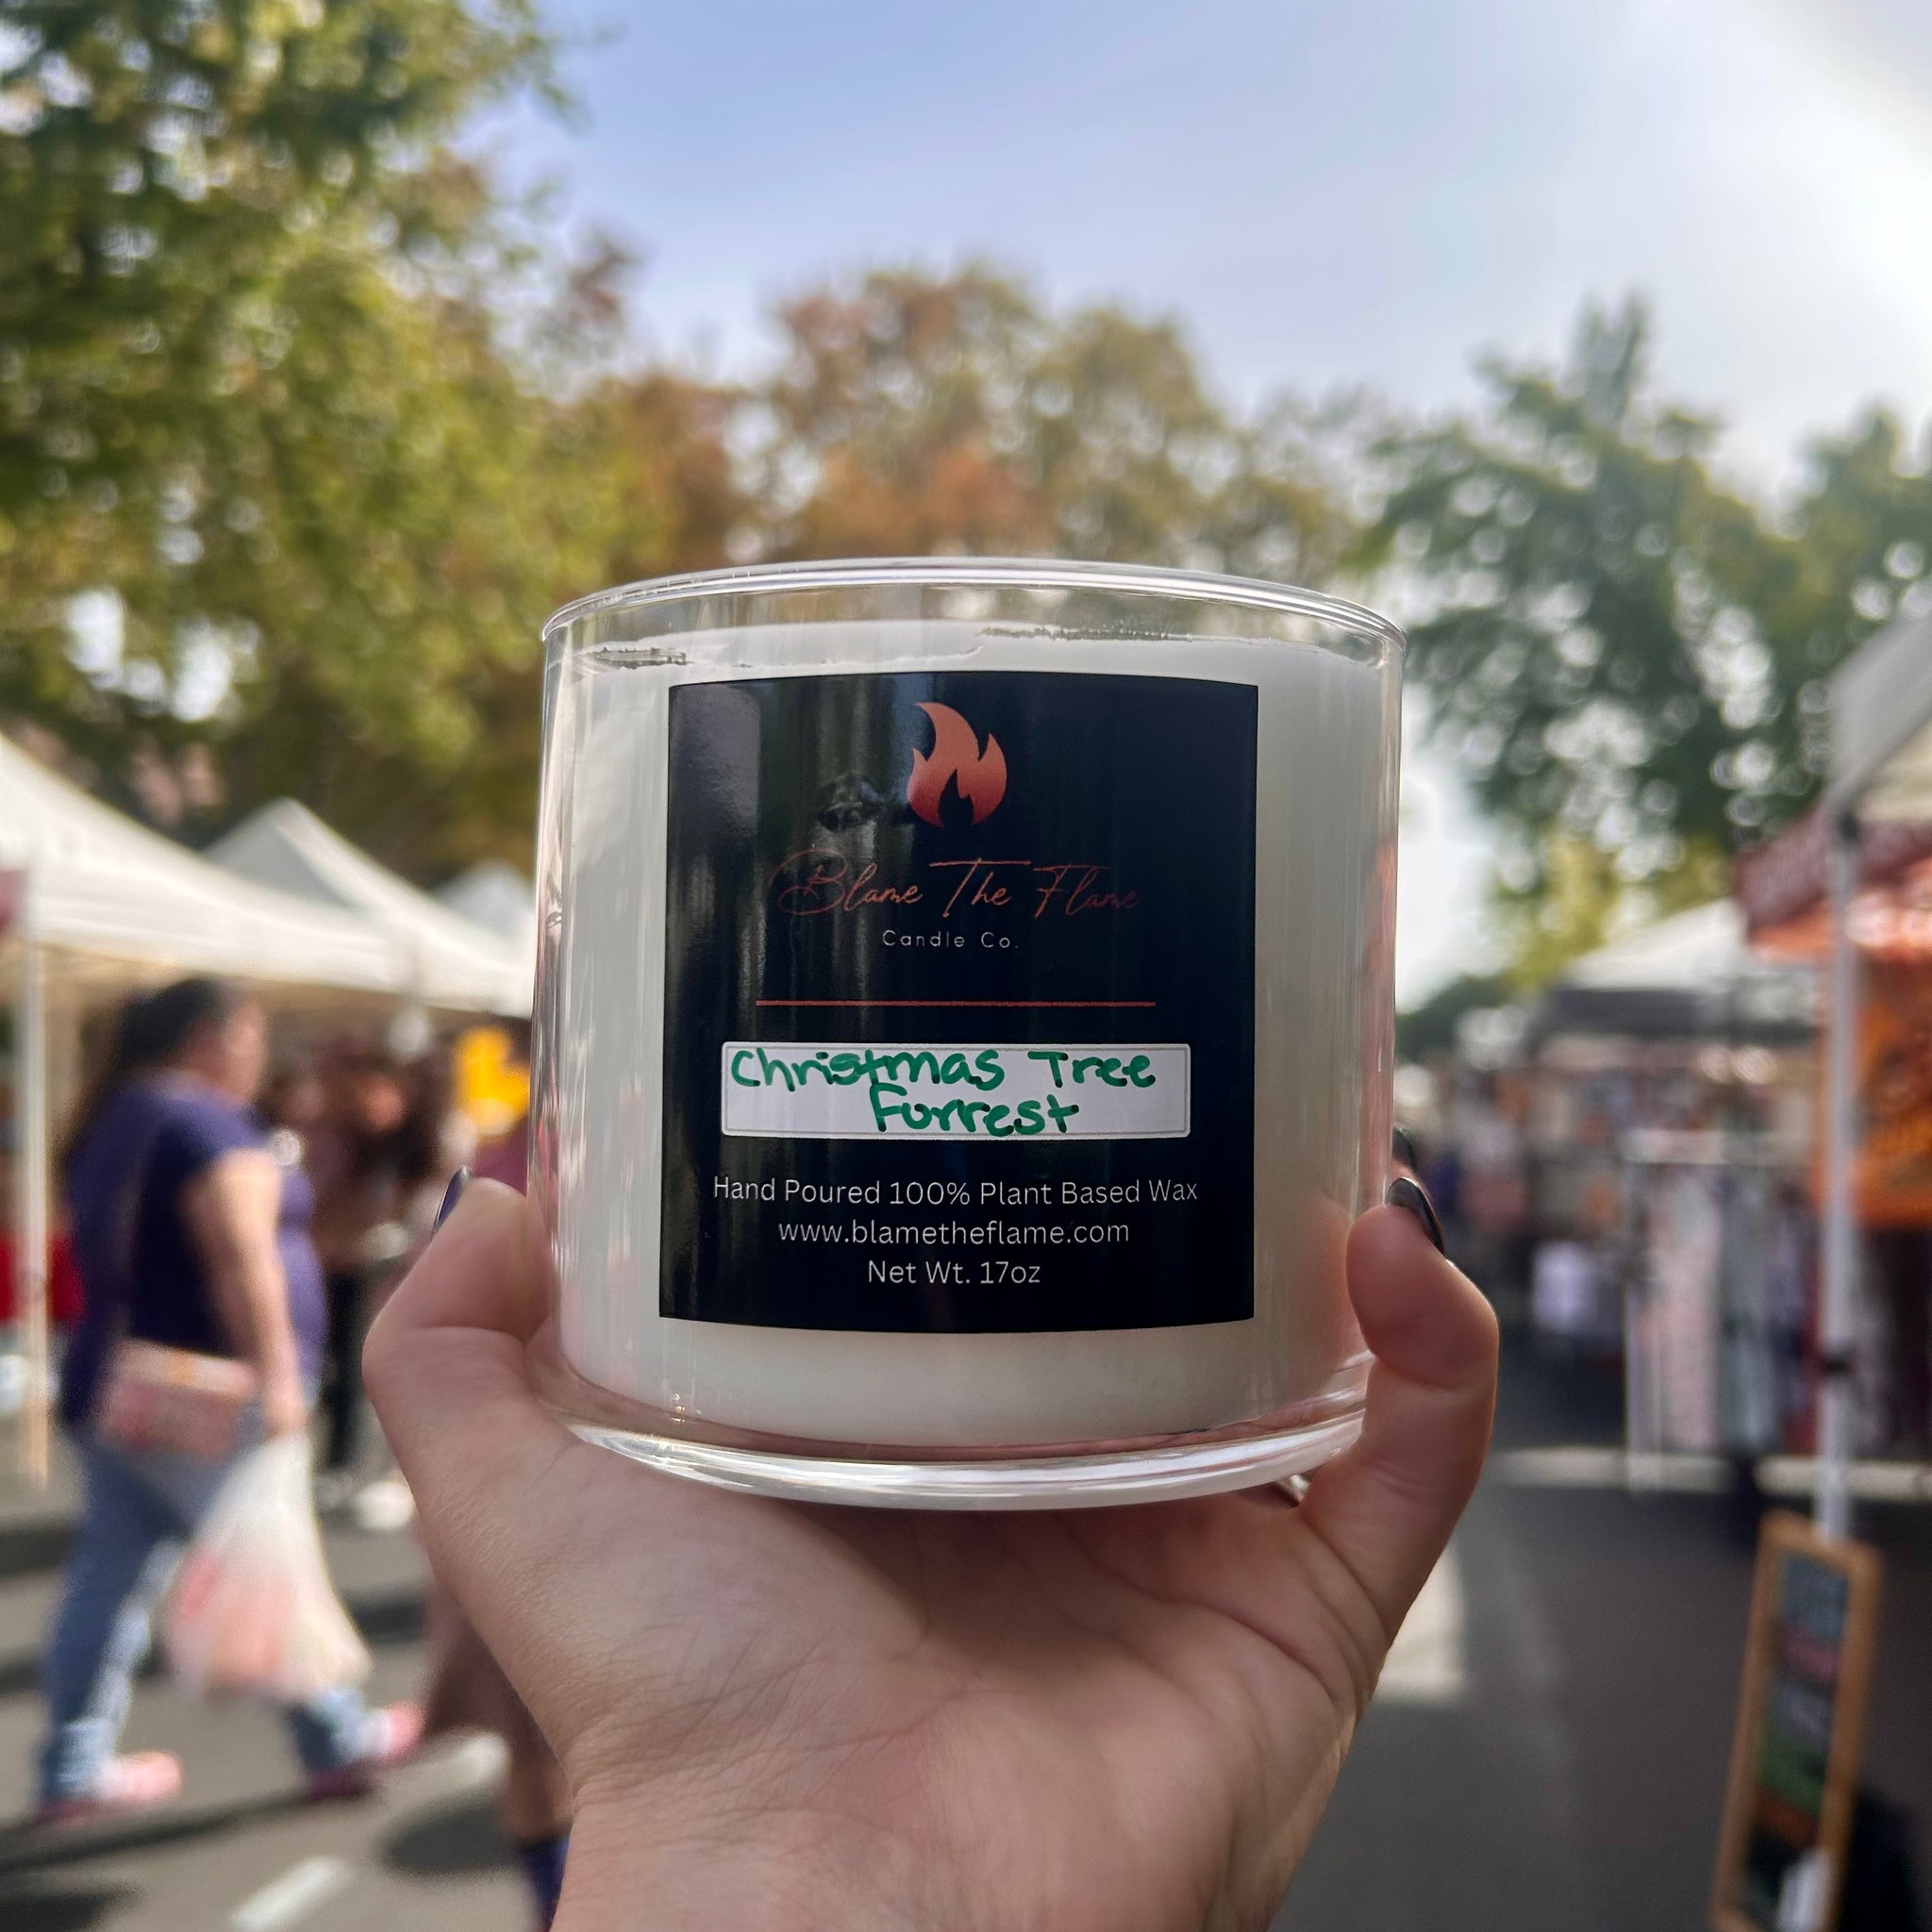 Blame The Flame
Candle Co.
Christmas Tree
Forrest
Hand Poured 100% Plant Based Wax
www.blametheflame.com
Net Wt. 17oz